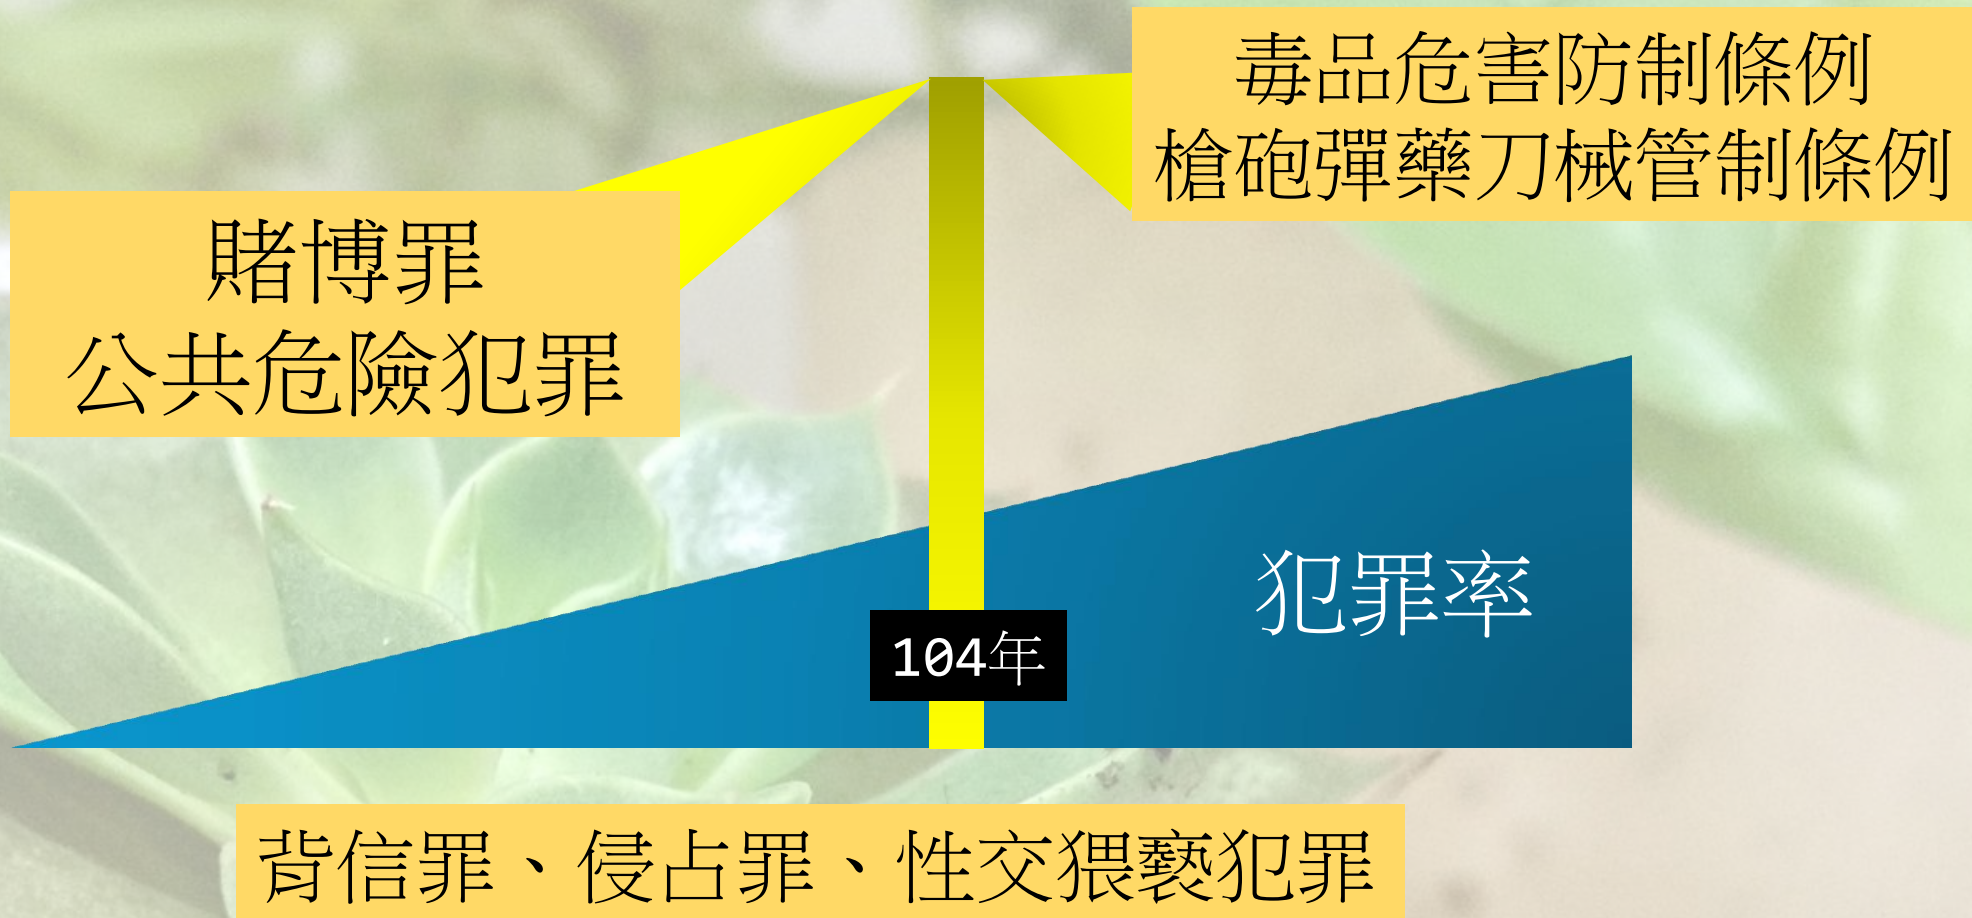 毒品危害防制條例
槍砲彈藥刀械管制條例
賭博罪
公共危險犯罪
犯罪率
104年
背信罪、侵占罪、性交猥褻犯罪